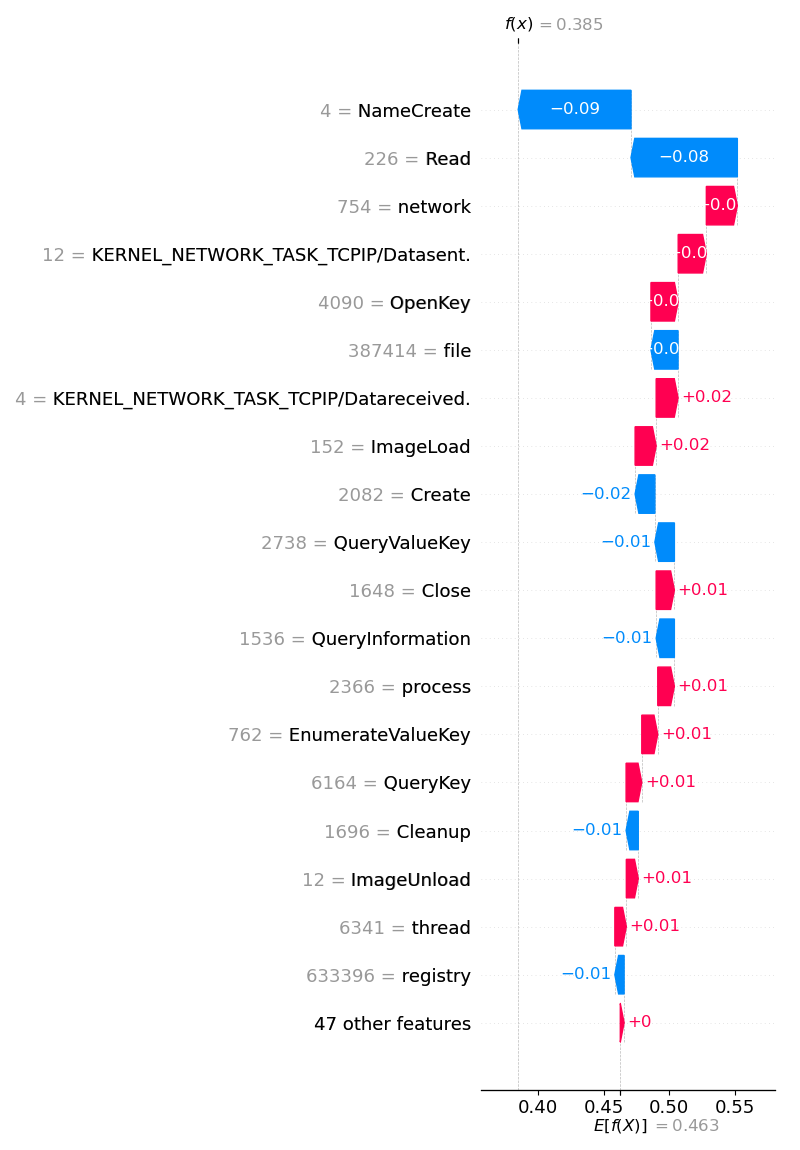 f(x) = 0.385
4 = NameCreate
−0.09
226 = Read
−0.08
754 = network
12 = KERNEL_NETWORK_TASK_TCPIP/Datasent.
4090 = OpenKey
387414 = file
4 = KERNEL_NETWORK_TASK_TCPIP/Datareceived.
+0.02
152 = ImageLoad
+0.02
2082 = Create
−0.02
2738 = QueryValueKey
−0.01
1648 = Close
+0.01
1536 = QueryInformation
−0.01
2366 = process
+0.01
762 = EnumerateValueKey
+0.01
6164 = QueryKey
+0.01
1696 = Cleanup
−0.01
12 = ImageUnload
+0.01
6341 = thread
+0.01
633396 = registry
−0.01
47 other features
+0
0.40 0.45 0.50 0.55
E[f(X)] = 0.463